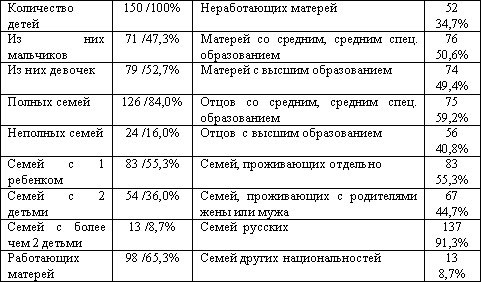 Количество 150 /100% Неработающих матерей 52
детей 34,7%
Из них 71 /47,3% Матерей со средним, средним спец. 76
мальчиков образованием 50,6%
Из них девочек 79 /52,7% Матерей с высшим образованием 74
49,4%
Полных семей 126 /84,0% Отцов со средним, средним спец. 75
образованием 59,2%
Неполных семей 24 /16,0% Отцов с высшим образованием 56
40,8%
Семей с 1 83 /55,3% Семей, проживающих отдельно 83
ребенком 55,3%
Семей с 2 54 /36,0% Семей, проживающих с родителями 67
детьми жены или мужа 44,7%
Семей с более 13 /8,7% Семей русских 137
чем 2 детьми 91,3%
Работающих 98 /65,3% Семей других национальностей 13
матерей 8,7%